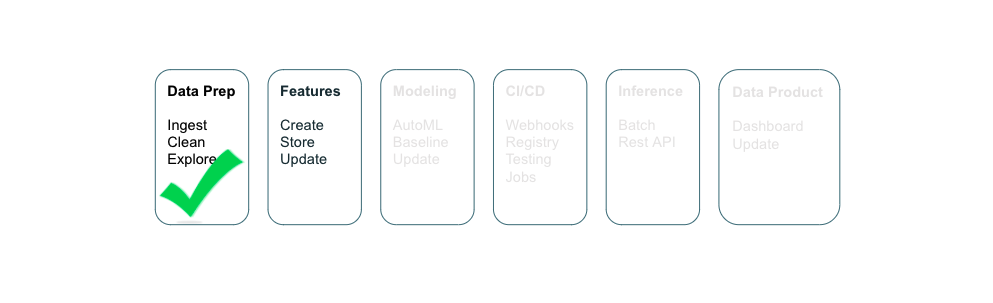 Data Prep
Ingest
Clean
Explore
Features
Create
Store
Update
Modeling
AutoML
Baseline
Update
CI/CD
Webhooks
Registry
Testing
Jobs
Inference
Batch
Rest API
Data Product
Dashboard
Update